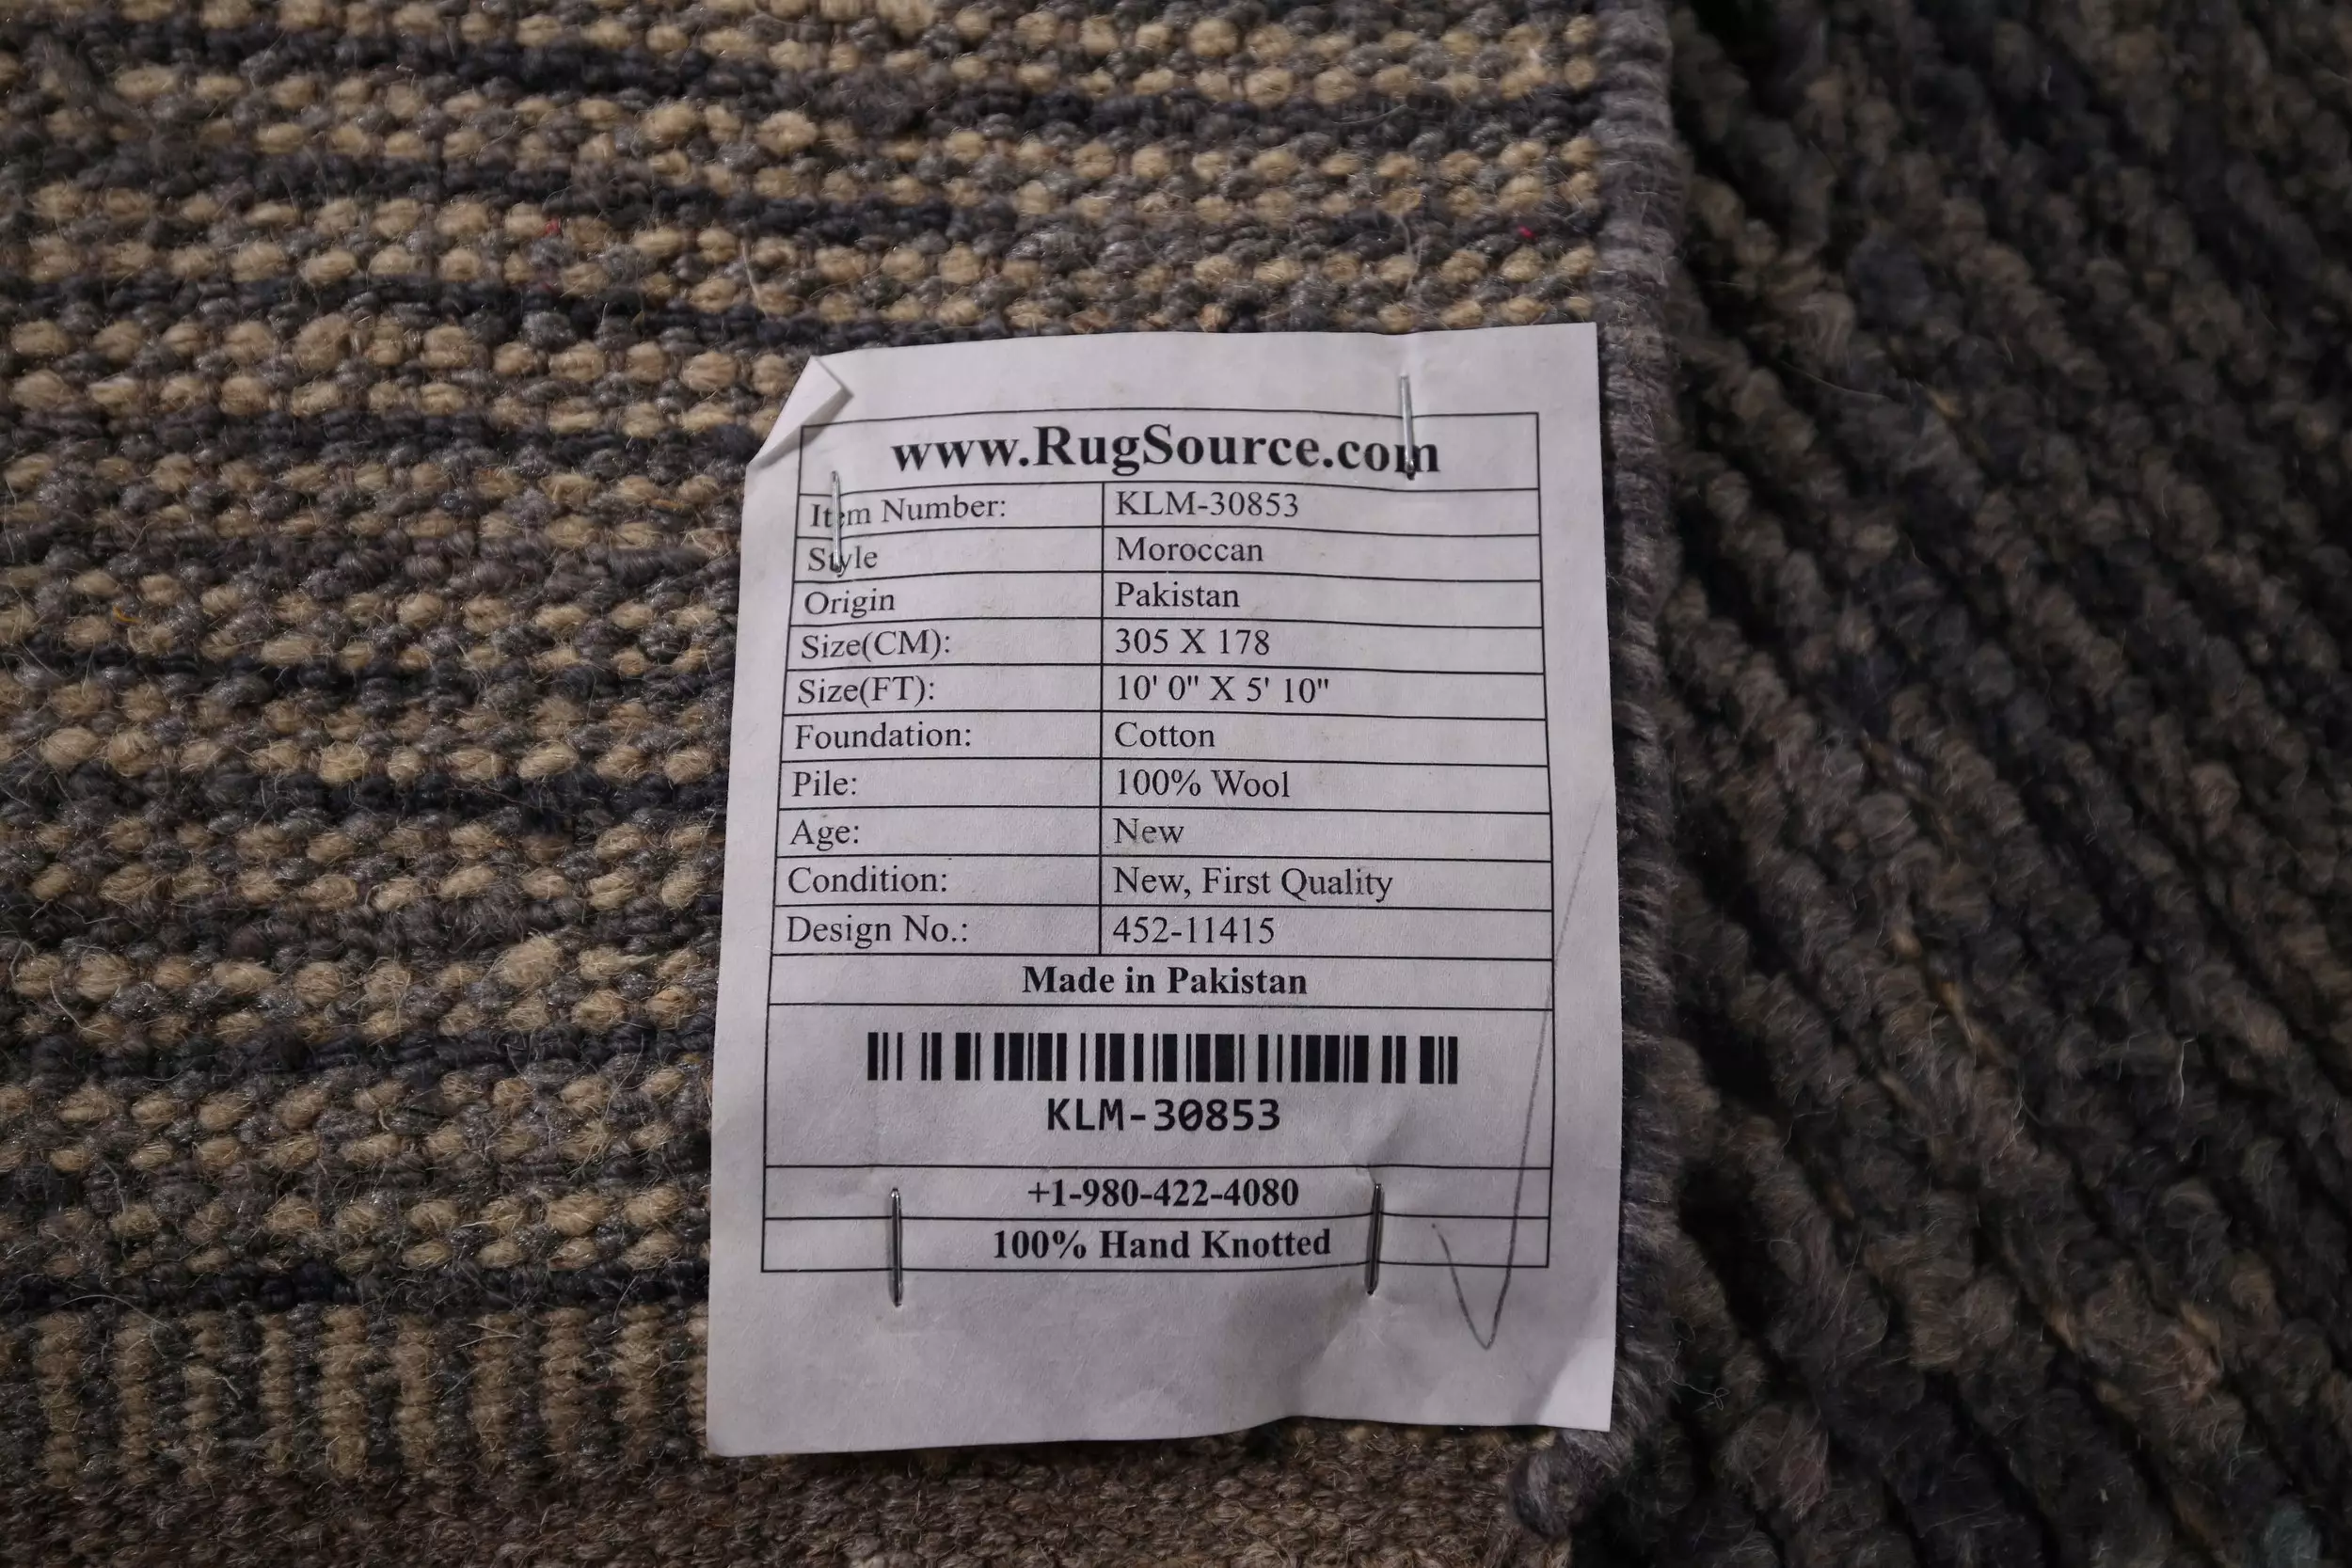 www.RugSource.com
Item Number: KLM-30853
Style Moroccan
Origin Pakistan
Size(CM): 305 X 178
Size(FT): 10' 0" X 5' 10"
Foundation: Cotton
Pile: 100% Wool
Age: New
Condition: New, First Quality
Design No.: 452-11415
Made in Pakistan
KLM-30853
+1-980-422-4080
100% Hand Knotted